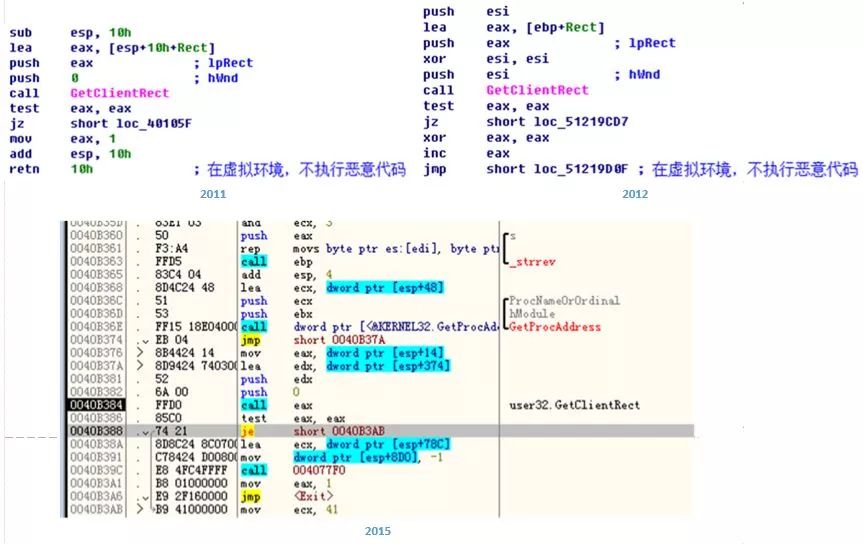 sub esp, 10h
lea eax, [esp+10h+Rect]
push eax ; lpRect
push 0 ; hWnd
call GetClientRect
test eax, eax
jz short loc_40105F
mov eax, 1
add esp, 10h
retn 10h ; 在虚拟环境，不执行恶意代码
2011
push esi
lea eax, [ebp+Rect]
push eax ; lpRect
xor esi, esi
push esi ; hWnd
call GetClientRect
test eax, eax
jz short loc_51219CD7
xor eax, eax
inc eax
jmp short loc_51219D0F ; 在虚拟环境，不执行恶意代码
2012
0040B35D . 83E1 03 and ecx, 3
0040B360 . 50 push eax s
0040B361 . F3:A4 rep movs byte ptr es:[edi], byte ptr
0040B363 . FFD5 call ebp _strrev
0040B365 . 83C4 04 add esp, 4
0040B368 . 8D4C24 48 lea ecx, dword ptr [esp+48]
0040B36C . 51 push ecx ProcNameOrOrdinal
0040B36D . 53 push ebx hModule
0040B36E . FF15 18E04000 call dword ptr [<&KERNEL32.GetProcAd GetProcAddress
0040B374 . EB 04 jmp short 0040B37A
0040B376 > 8B4424 14 mov eax, dword ptr [esp+14]
0040B37A > 8D9424 740300 lea edx, dword ptr [esp+374]
0040B381 . 52 push edx
0040B382 . 6A 00 push 0
0040B384 . FFD0 call eax user32.GetClientRect
0040B386 . 85C0 test eax, eax
0040B388 . 74 21 je short 0040B3AB
0040B38A . 8D8C24 8C0700 lea ecx, dword ptr [esp+78C]
0040B391 . C78424 D00800 mov dword ptr [esp+8D0], -1
0040B39C . E8 4FC4FFFF call 004077F0
0040B3A1 . B8 01000000 mov eax, 1
0040B3A6 . E9 2F160000 jmp <Exit>
0040B3AB > B9 41000000 mov ecx, 41
2015